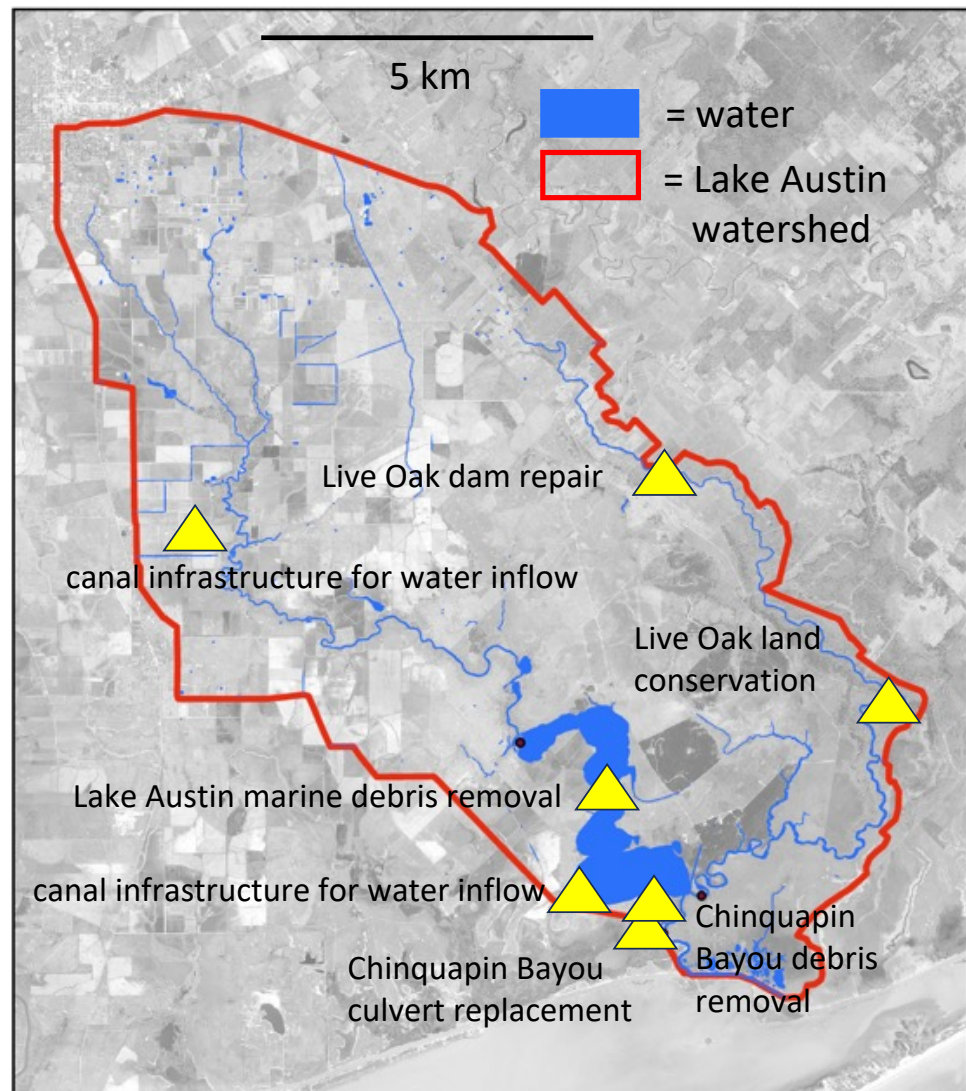 5 km
= water
= Lake Austin
watershed
Live Oak dam repair
canal infrastructure for water inflow
Live Oak land
conservation
Lake Austin marine debris removal
canal infrastructure for water inflow
Chinquapin
Bayou debris
removal
Chinquapin Bayou
culvert replacement